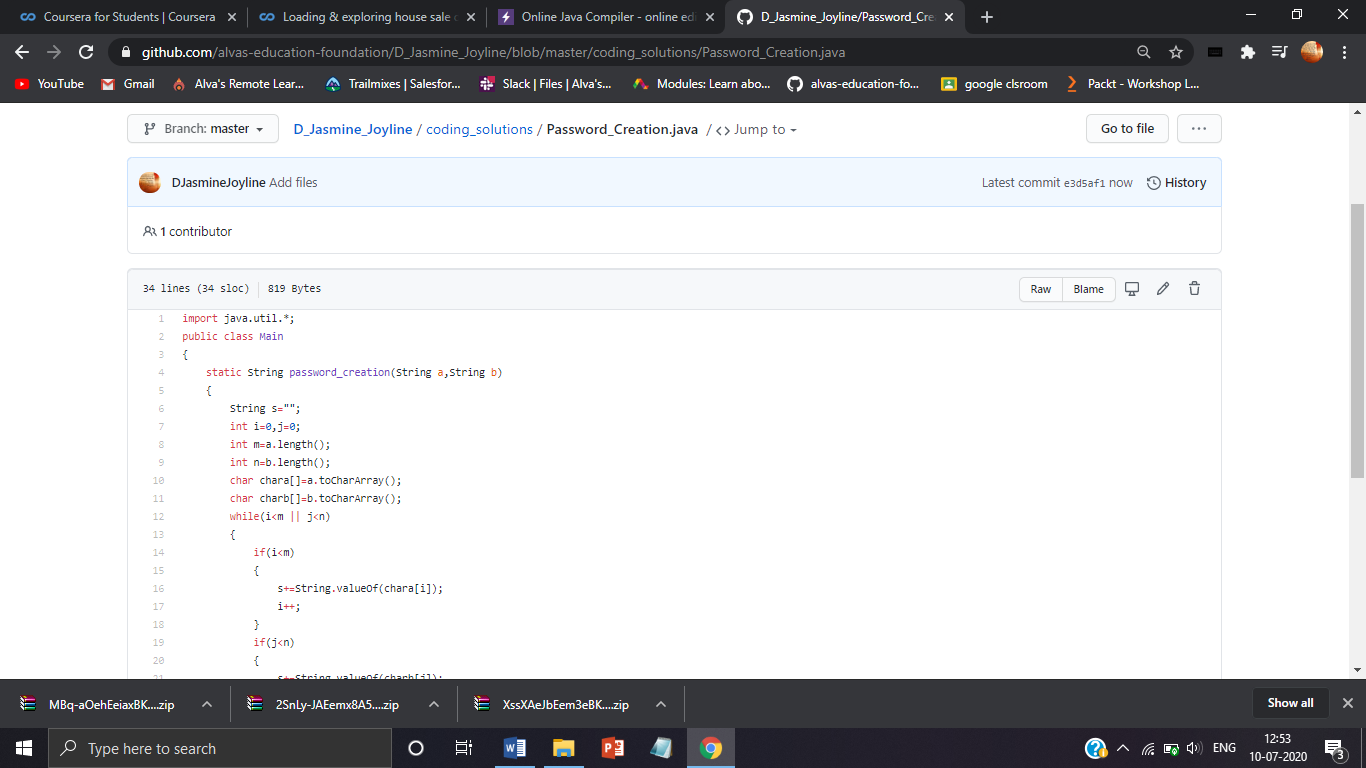 Coursera for Students | Coursera
Loading & exploring house sale
Online Java Compiler - online edi
D_Jasmine_Joyline/Password_Cre
github.com/alvas-education-foundation/D_Jasmine_Joyline/blob/master/coding_solutions/Password_Creation.java
YouTube Gmail Alva's Remote Lear... Trailmixes | Salesfor... Slack | Files | Alva's... Modules: Learn abo... alvas-education-fo... google clsroom Packt - Workshop L...
Branch: master D_Jasmine_Joyline / coding_solutions / Password_Creation.java / <> Jump to Go to file ...
DJasmineJoyline Add files Latest commit e3d5af1 now History
1 contributor
34 lines (34 sloc) 819 Bytes Raw Blame
1 import java.util.*;
2 public class Main
3 {
4 static String password_creation(String a,String b)
5 {
6 String s="";
7 int i=0,j=0;
8 int m=a.length();
9 int n=b.length();
10 char chara[]=a.toCharArray();
11 char charb[]=b.toCharArray();
12 while(i<m || j<n)
13 {
14 if(i<m)
15 {
16 s+=String.valueOf(chara[i]);
17 i++;
18 }
19 if(j<n)
20 {
21 s+=String.valueOf(charb[j]);
MBq-aOehEeiaxBK....zip 2SnLy-JAEemx8A5....zip XssXAeJbEem3eBK....zip Show all
Type here to search ENG 12:53
10-07-2020 3